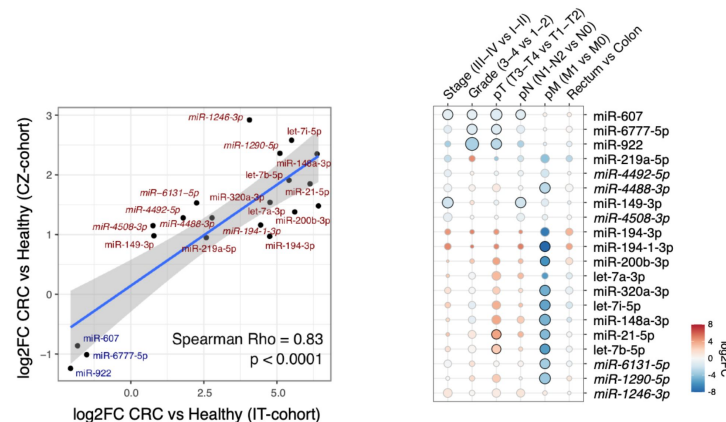 log2FC CRC vs Healthy (CZ-cohort)
3
2
1
0
−1
miR-1246-3p
let-7i-5p
miR-1290-5p
miR-148a-3p
let-7b-5p
miR-21-5p
miR-6131-5p
miR-320a-3p
miR-4492-5p
let-7a-3p
miR-200b-3p
miR-4508-3p
miR-4488-3p
miR-194-1-3p
miR-149-3p
miR-219a-5p
miR-194-3p
miR-607
miR-6777-5p
miR-922
Spearman Rho = 0.83
p < 0.0001
0.0
2.5
5.0
log2FC CRC vs Healthy (IT-cohort)
Stage (III−IV vs I−II)
Grade (3−4 vs 1−2)
pT (T3−T4 vs T1−T2)
pN (N1-N2 vs N0)
pM (M1 vs M0)
Rectum vs Colon
miR-607
miR-6777-5p
miR-922
miR-219a-5p
miR-4492-5p
miR-4488-3p
miR-149-3p
miR-4508-3p
miR-194-3p
miR-194-1-3p
miR-200b-3p
let-7a-3p
miR-320a-3p
let-7i-5p
miR-148a-3p
miR-21-5p
let-7b-5p
miR-6131-5p
miR-1290-5p
miR-1246-3p
8
4
0
-4
-8
log2FC